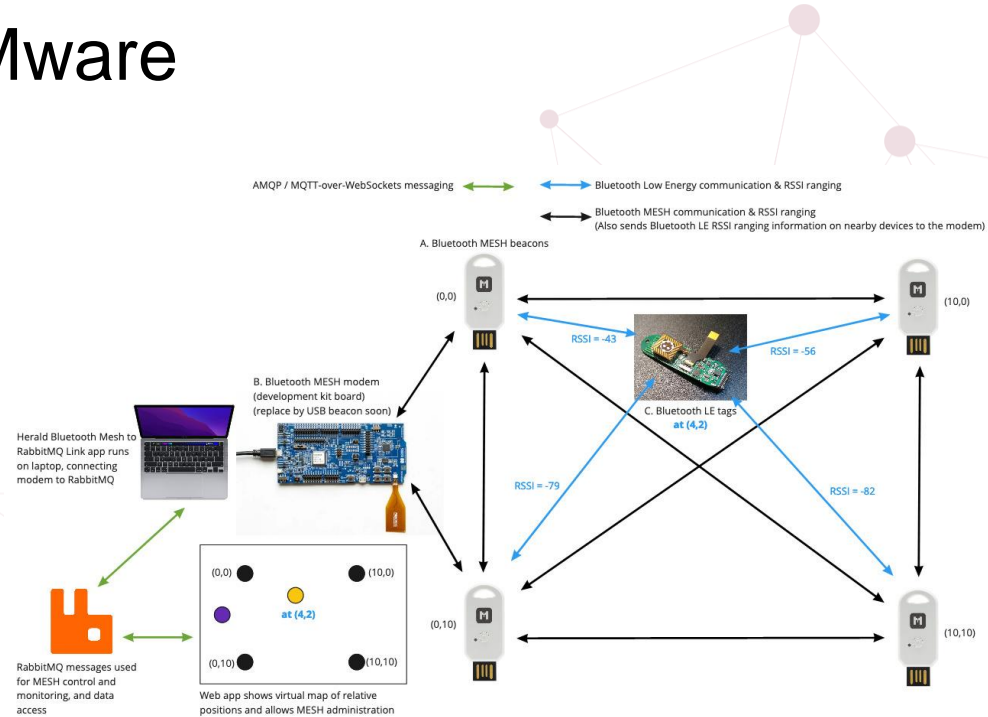 Mware
AMQP / MQTT-over-WebSockets messaging
Bluetooth Low Energy communication & RSSI ranging
Bluetooth MESH communication & RSSI ranging
(Also sends Bluetooth LE RSSI ranging information on nearby devices to the modem)
A. Bluetooth MESH beacons
(0,0)
M
M
(10,0)
RSSI = -43
RSSI = -56
C. Bluetooth LE tags
at (4,2)
B. Bluetooth MESH modem
(development kit board)
(replace by USB beacon soon)
Herald Bluetooth Mesh to
RabbitMQ Link app runs
on laptop, connecting
modem to RabbitMQ
RSSI = -79
RSSI = -82
(0,0)
(10,0)
at (4,2)
(0,10)
(10,10)
(0,10)
M
M
(10,10)
RabbitMQ messages used
for MESH control and
monitoring, and data
access
Web app shows virtual map of relative
positions and allows MESH administration